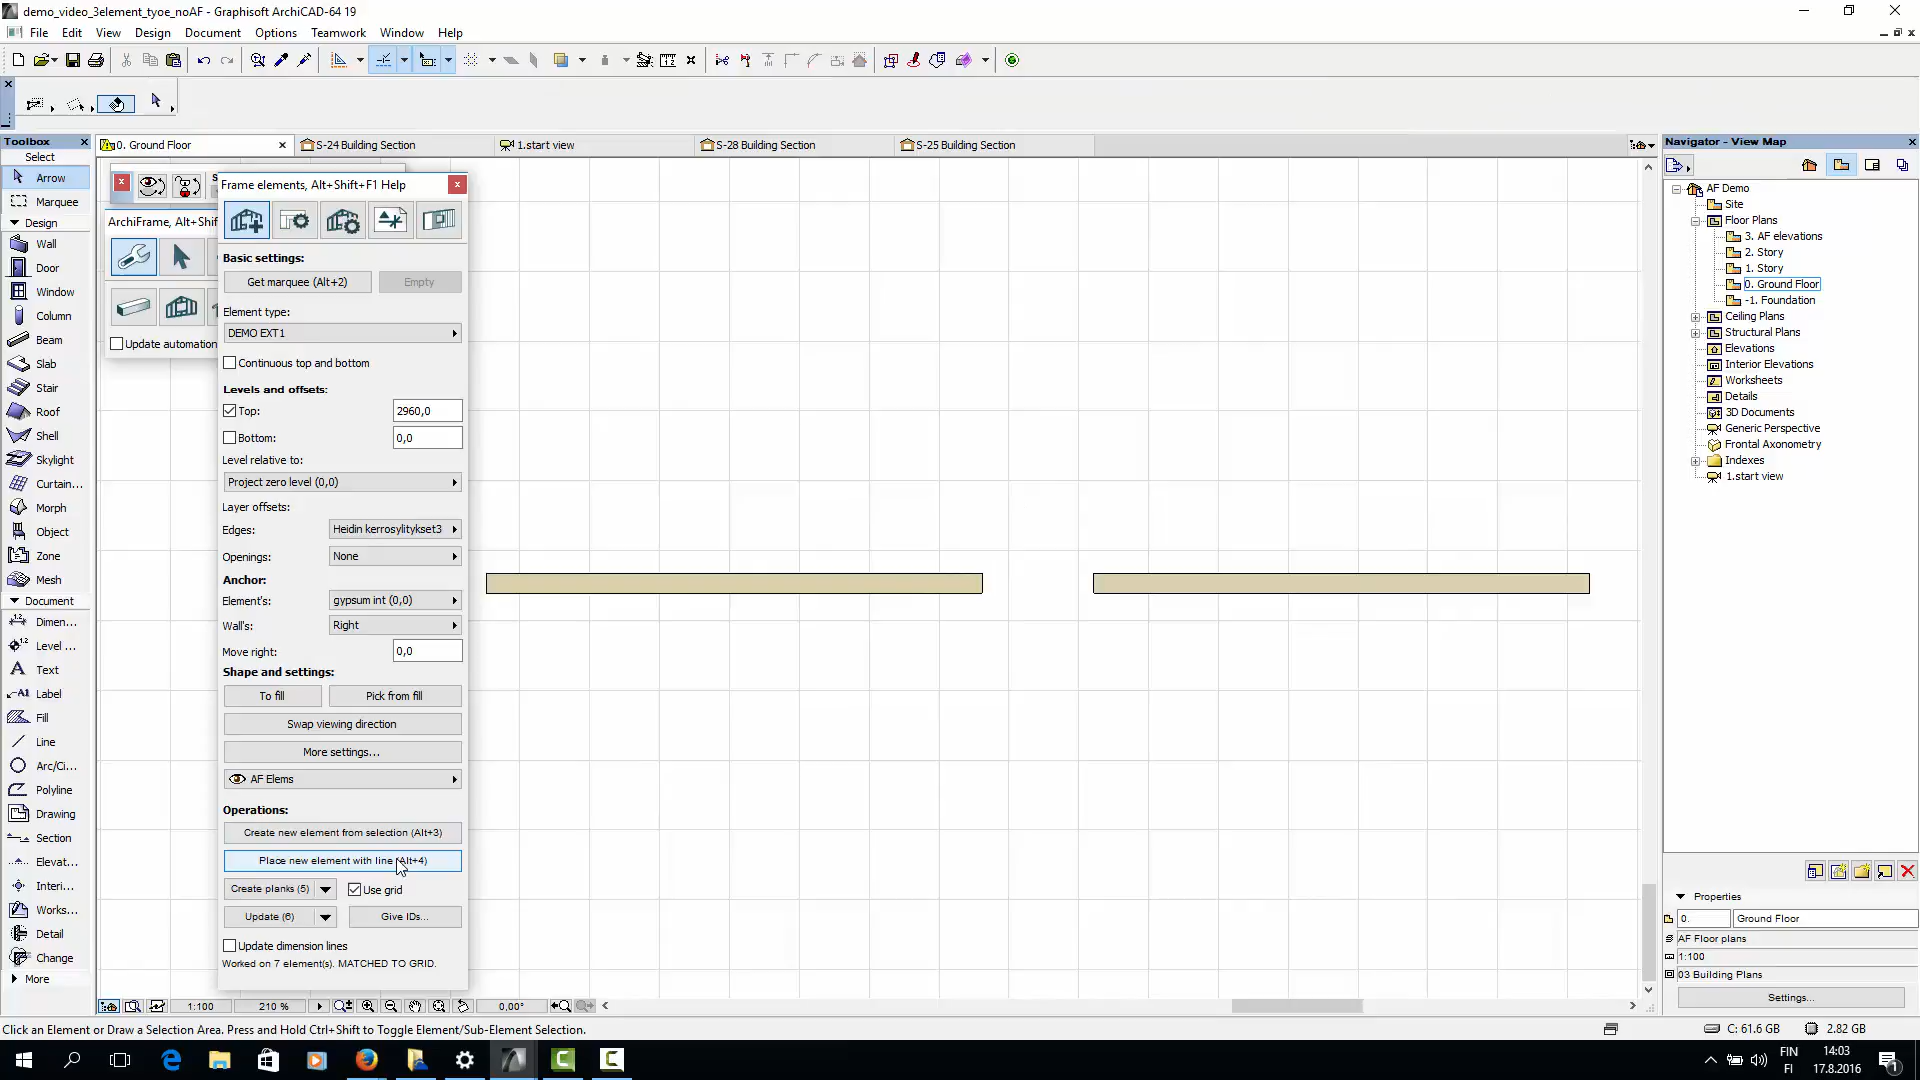 demo_video_3element_tyoe_noAF - Graphisoft ArchiCAD-64 19
File Edit View Design Document Options Teamwork Window Help
Toolbox
Select
Arrow
Marquee
Design
Wall
Door
Window
Column
Beam
Slab
Stair
Roof
Shell
Skylight
Curtain...
Morph
Object
Zone
Mesh
Document
Dimen...
Level ...
Text
Label
Fill
Line
Arc/Ci...
Polyline
Drawing
Section
Elevat...
Interi...
Works...
Detail
Change
More
0. Ground Floor
S-24 Building Section
1.start view
S-28 Building Section
S-25 Building Section
ArchiFrame, Alt+Shif
Update automation
Frame elements, Alt+Shift+F1 Help
Basic settings:
Get marquee (Alt+2) Empty
Element type:
DEMO EXT1
Continuous top and bottom
Levels and offsets:
Top: 2960,0
Bottom: 0,0
Level relative to:
Project zero level (0,0)
Layer offsets:
Edges: Heidin kerrosylitykset3
Openings: None
Anchor:
Element's: gypsum int (0,0)
Wall's: Right
Move right: 0,0
Shape and settings:
To fill Pick from fill
Swap viewing direction
More settings...
AF Elems
Operations:
Create new element from selection (Alt+3)
Place new element with line (Alt+4)
Create planks (5) Use grid
Update (6) Give IDs...
Update dimension lines
Worked on 7 element(s). MATCHED TO GRID.
1:100 210 % 0,00°
Navigator - View Map
AF Demo
Site
Floor Plans
3. AF elevations
2. Story
1. Story
0. Ground Floor
-1. Foundation
Ceiling Plans
Structural Plans
Elevations
Interior Elevations
Worksheets
Details
3D Documents
Generic Perspective
Frontal Axonometry
Indexes
1.start view
Properties
0. Ground Floor
AF Floor plans
1:100
03 Building Plans
Settings...
Click an Element or Draw a Selection Area. Press and Hold Ctrl+Shift to Toggle Element/Sub-Element Selection.
C: 61.6 GB 2.82 GB
FIN
FI
14:03
17.8.2016
1